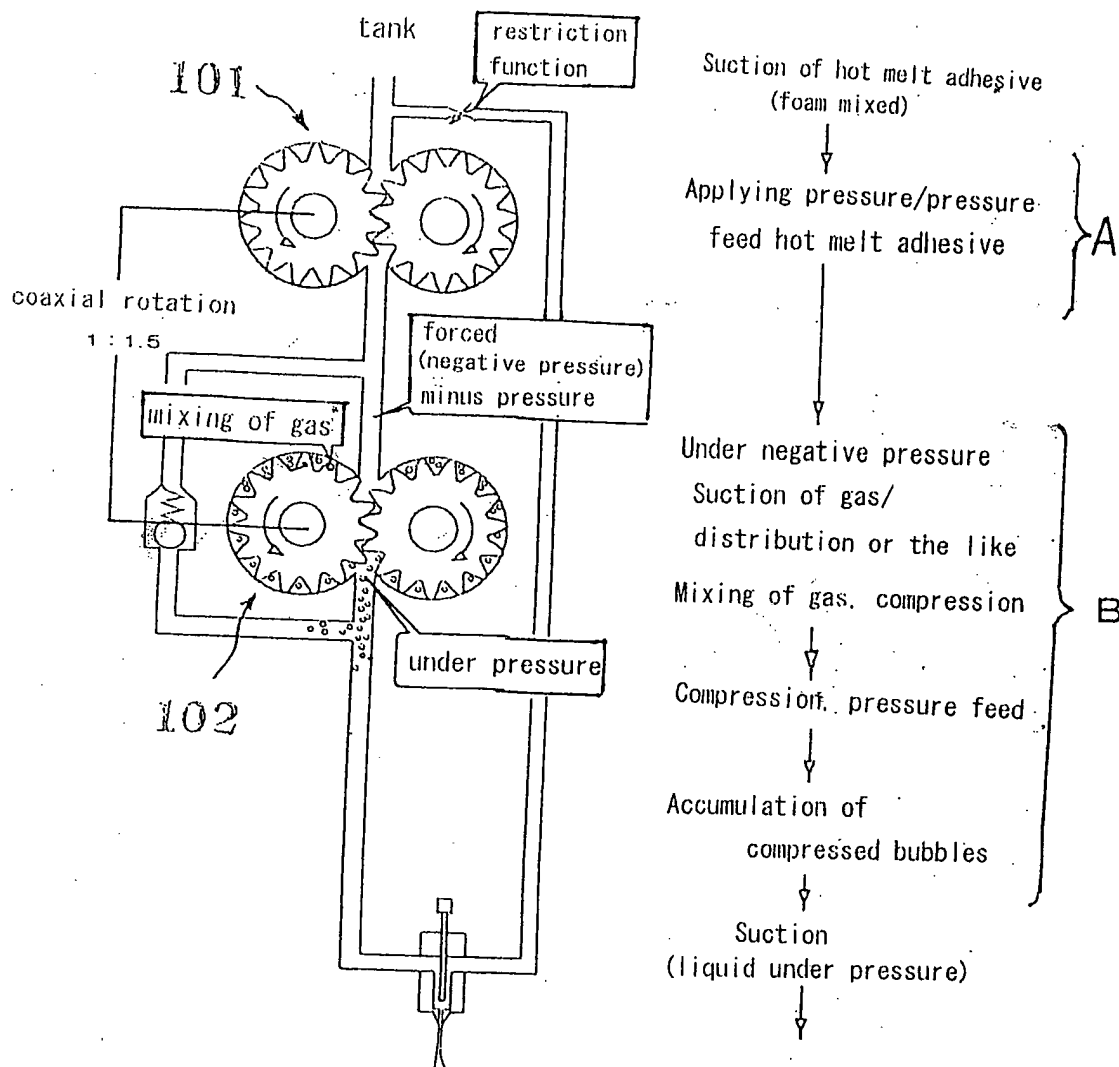 tank
restriction
function
101
coaxial rotation
1 : 1.5
forced
(negative pressure)
minus pressure
mixing of gas
under pressure
102
Suction of hot melt adhesive
(foam mixed)
Applying pressure/pressure
feed hot melt adhesive
A
Under negative pressure
Suction of gas/
distribution or the like
Mixing of gas, compression
Compression, pressure feed
Accumulation of
compressed bubbles
B
Suction
(liquid under pressure)